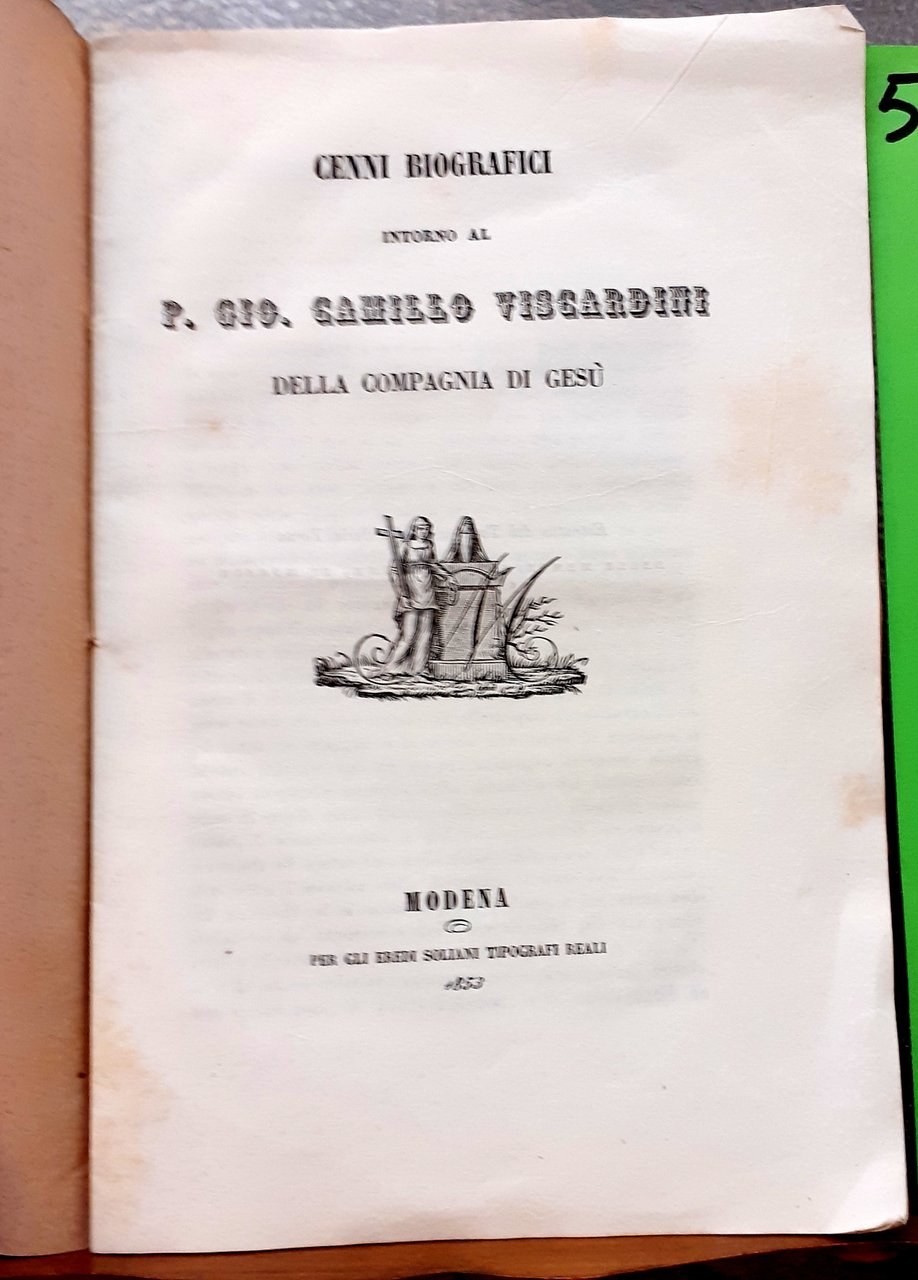 CENNI BIOGRAFICI
INTORNO AL
P. GIO. CAMILLO VISCARDINI
DELLA COMPAGNIA DI GESÙ
MODENA
PER GLI EREDI SOLIANI TIPOGRAFI REALI
1853
5